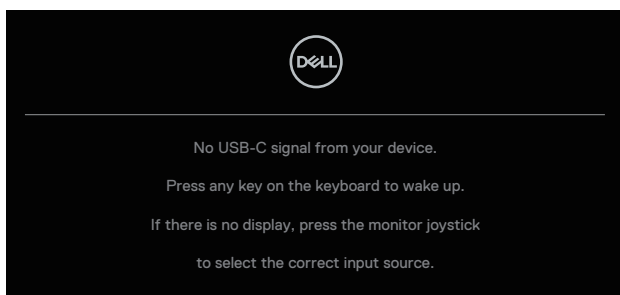 DELL
No USB-C signal from your device.
Press any key on the keyboard to wake up.
If there is no display, press the monitor joystick
to select the correct input source.